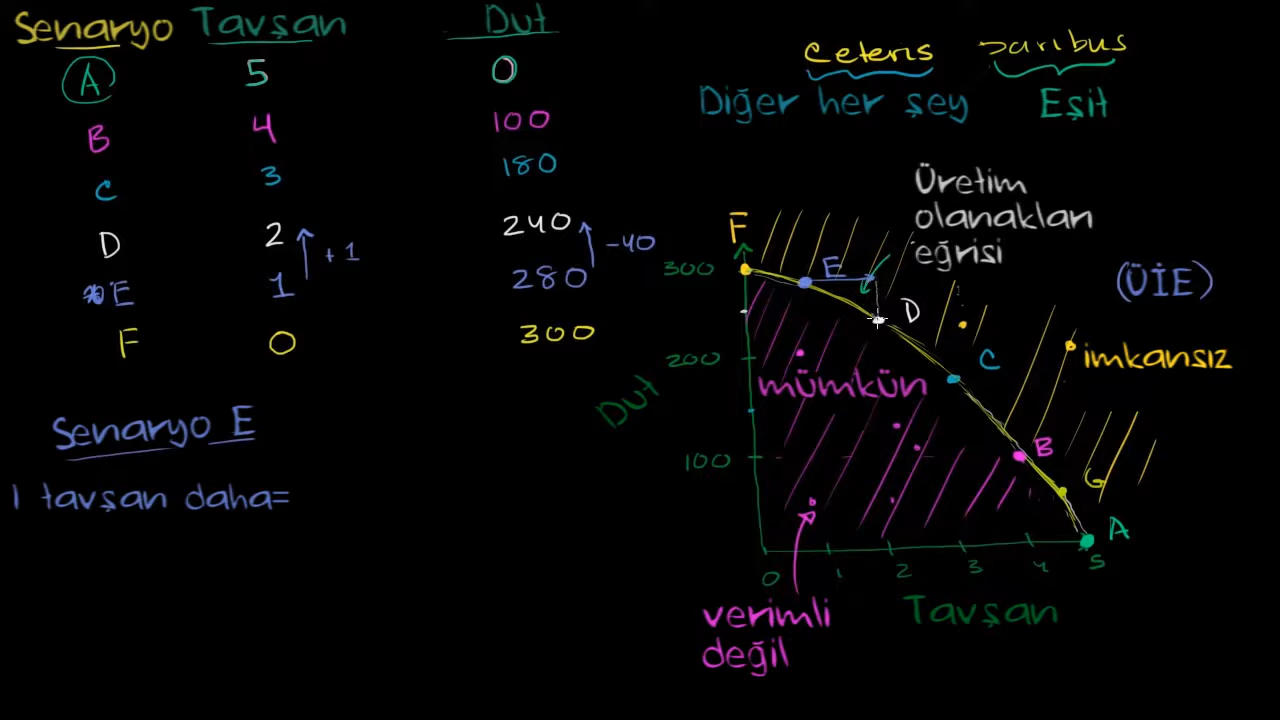 Senaryo Tavşan Dut
A 5 0
B 4 100
C 3 180
D 2 240
E 1 280
F 0 300
+1
-40
Senaryo E
1 tavşan daha=
ceteris paribus
Diğer her şey Eşit
Üretim
olanakları
eğrisi
(ÜİE)
F
E
D
C
B
G
A
300
200
100
Dut
mümkün
imkansız
0 1 2 3 4 5
Tavşan
verimli
değil